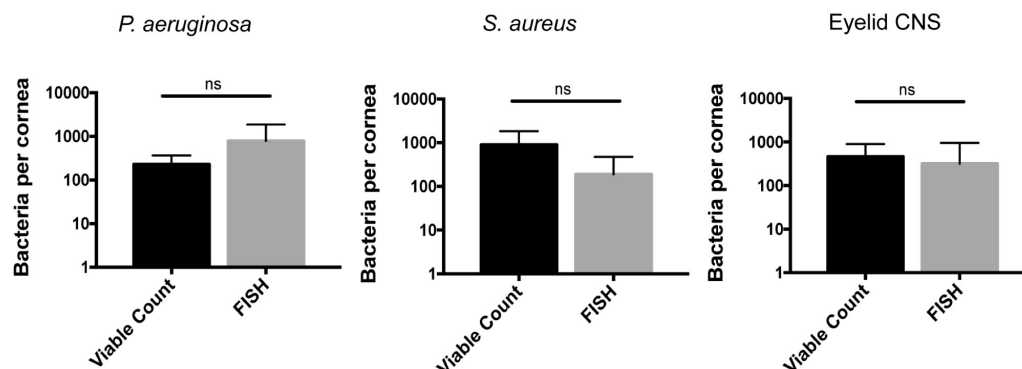 P. aeruginosa
Bacteria per cornea
10000
1000
100
10
1
ns
Viable Count
FISH
S. aureus
Bacteria per cornea
10000
1000
100
10
1
ns
Viable Count
FISH
Eyelid CNS
Bacteria per cornea
10000
1000
100
10
1
ns
Viable Count
FISH